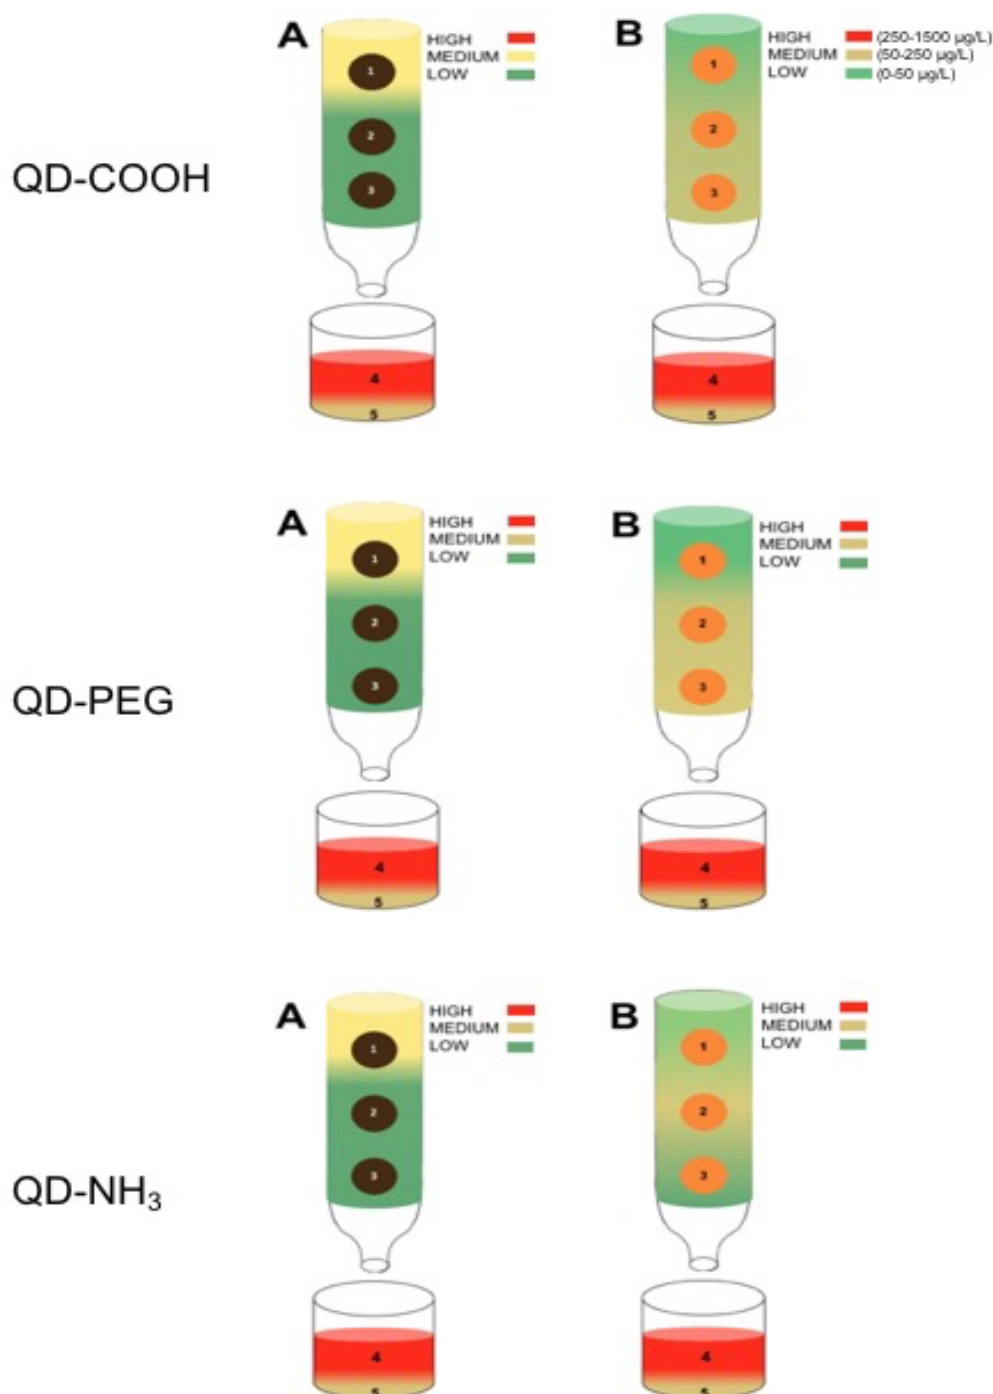 A
HIGH
MEDIUM
LOW
1
2
3
4
5
B
HIGH (250-1500 µg/L)
MEDIUM (50-250 µg/L)
LOW (0-50 µg/L)
1
2
3
4
5
QD-COOH
A
HIGH
MEDIUM
LOW
1
2
3
4
5
B
HIGH
MEDIUM
LOW
1
2
3
4
5
QD-PEG
A
HIGH
MEDIUM
LOW
1
2
3
4
5
B
HIGH
MEDIUM
LOW
1
2
3
4
5
QD-NH₃